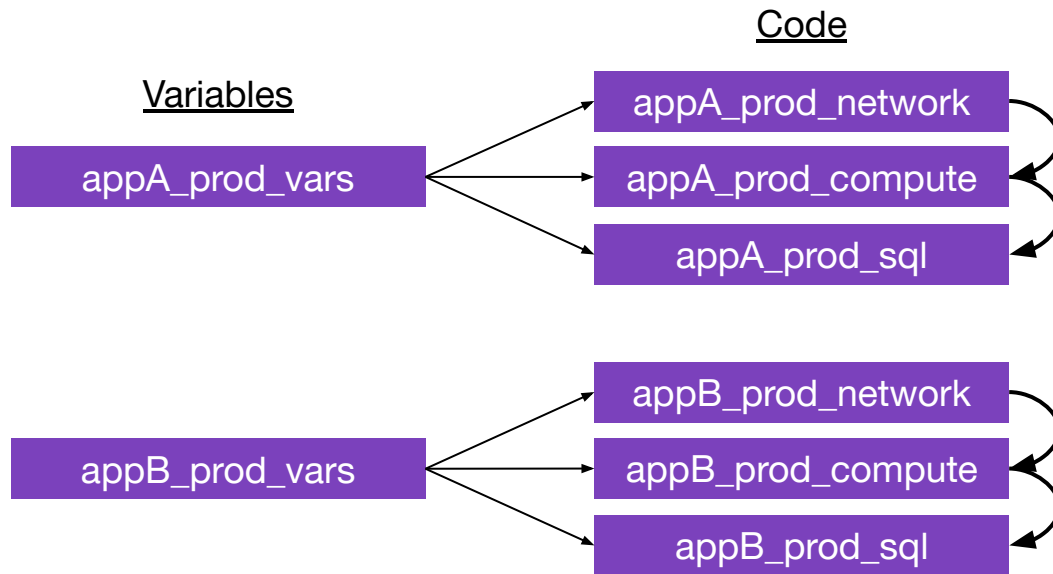 Code
Variables
appA_prod_network
appA_prod_vars
appA_prod_compute
appA_prod_sql
appB_prod_network
appB_prod_vars
appB_prod_compute
appB_prod_sql